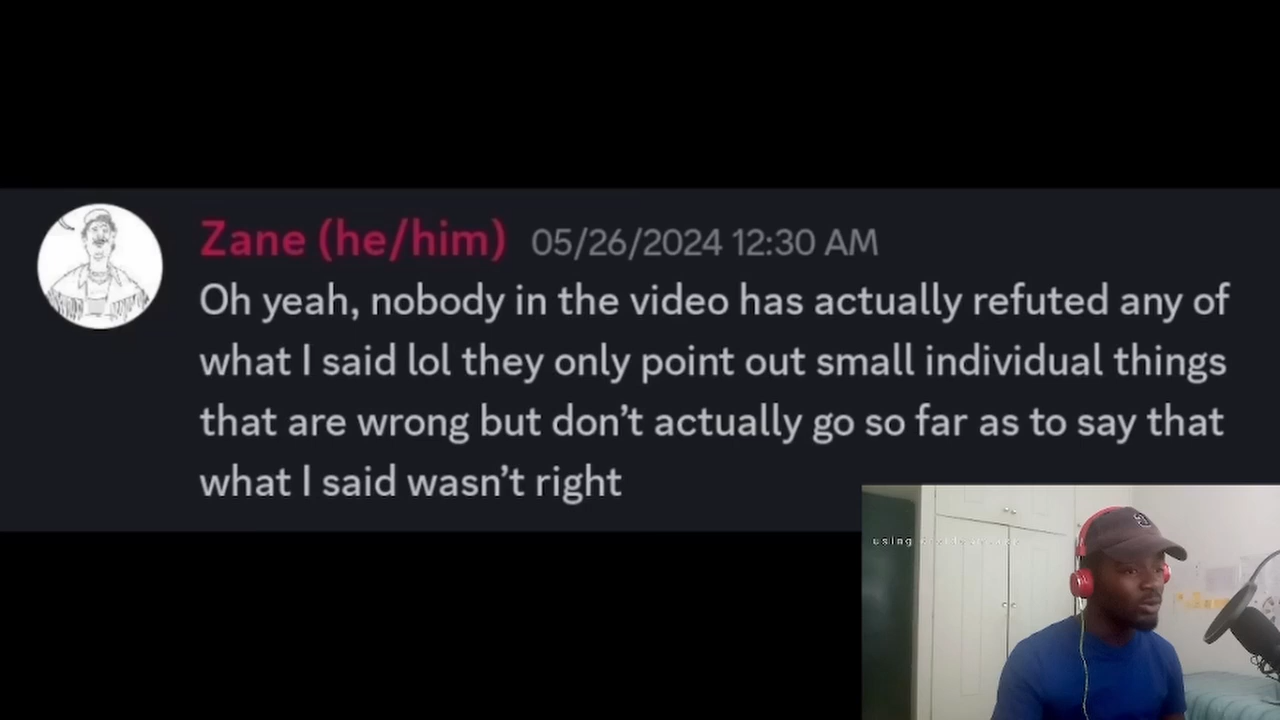 Zane (he/him) 05/26/2024 12:30 AM
Oh yeah, nobody in the video has actually refuted any of
what I said lol they only point out small individual things
that are wrong but don't actually go so far as to say that
what I said wasn't right
using